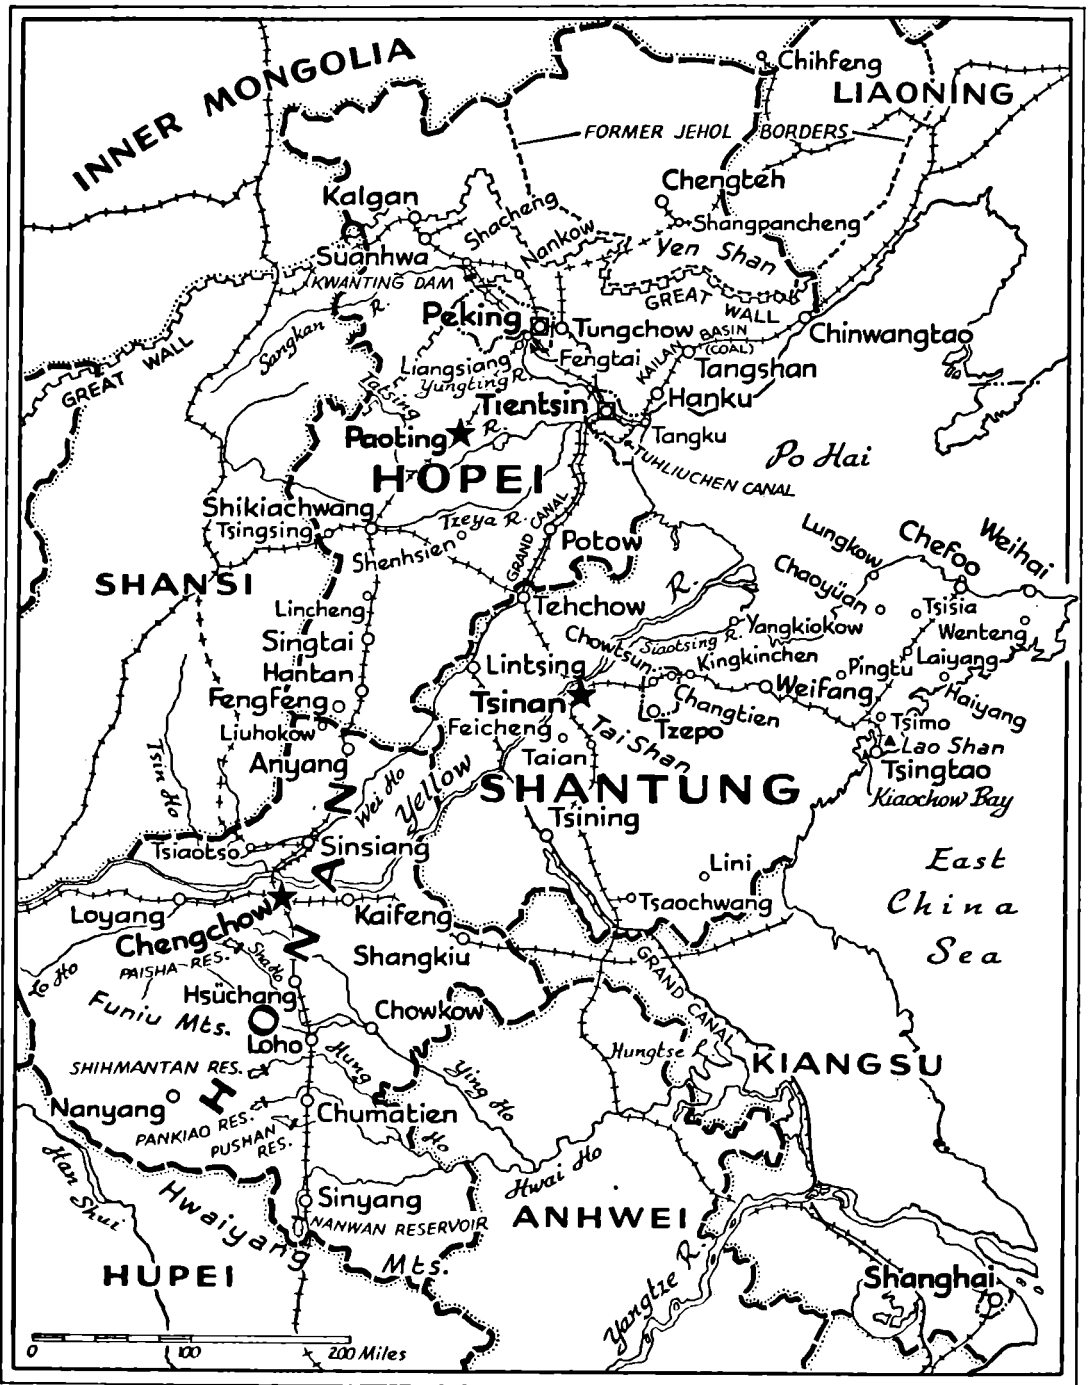 INNER MONGOLIA
Chihfeng
LIAONING
FORMER JEHOL BORDERS
Chengteh
Kalgan
Shangpancheng
Shacheng
Nankow
Yen Shan
Süanhwa
KWANTING DAM
GREAT WALL
Sangkan R.
Peking
Tungchow
Chinwangtao
GREAT WALL
Liangsiang
Fengtai
KAILAN BASIN
(COAL)
Yungting R.
Tangshan
Tientsin
Hanku
Paoting
R.
Tangku
Po Hai
HOPEI
TUHLIUCHEN CANAL
Shikiachwang
Tsingsing
Tzeya R.
GRAND CANAL
Shenhsien
Potow
Lungkow
Chefoo
Weihai
Chaoyüan
SHANSI
Lincheng
Tehchow
R.
Tsisia
Yangkiokow
Wenteng
Singtai
Chowtsun
Siaotsing R.
Kingkinchen
Laiyang
Hantan
Lintsing
Pingtu
Fengfeng
Tsinan
Changtien
Weifang
Haiyang
Liuhokow
Feicheng
Tzepo
Tsimo
Anyang
Taian
Tai Shan
Lao Shan
Tsin Ho
Wei Ho
Yellow
SHANTUNG
Tsingtao
Kiaochow Bay
Tsining
Tsiaotso
Sinsiang
Lini
East
China
Sea
Loyang
Kaifeng
Tsaochwang
Chengchow
Shangkiu
Lo Ho
PAISHA-RES.
Sha Ho
GRAND CANAL
Hsüchang
Funiu Mts.
Chowkow
Loho
HONAN
Hungtse L.
KIANGSU
SHIHMANTAN RES.
Hung Ho
Ying Ho
Nanyang
Chumatien
PANKIAO RES.
PUSHAN
RES.
Han Shui
Hwai Ho
Hwaiyang Mts.
Sinyang
NANWAN RESERVOIR
ANHWEI
HUPEI
Yangtze R.
Shanghai
0 100 200 Miles